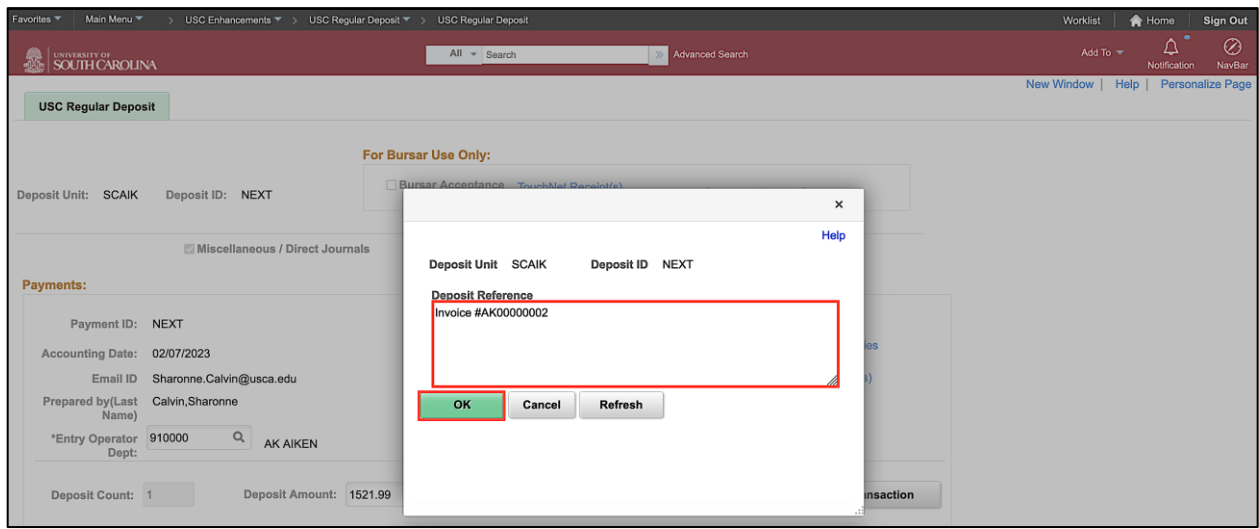 Favorites Main Menu > USC Enhancements > USC Regular Deposit > USC Regular Deposit Worklist Home Sign Out
UNIVERSITY OF
SOUTH CAROLINA
All Search » Advanced Search Add To Notification NavBar
New Window | Help | Personalize Page
USC Regular Deposit
For Bursar Use Only:
Bursar Acceptance TouchNet Receipt(s)
Deposit Unit: SCAIK Deposit ID: NEXT
×
Help
Miscellaneous / Direct Journals
Deposit Unit SCAIK Deposit ID NEXT
Payments:
Deposit Reference
Invoice #AK00000002
Payment ID: NEXT
Accounting Date: 02/07/2023
ies
Email ID Sharonne.Calvin@usca.edu
s)
Prepared by(Last Name) Calvin,Sharonne
OK Cancel Refresh
*Entry Operator Dept: 910000 AK AIKEN
Deposit Count: 1 Deposit Amount: 1521.99 nsaction